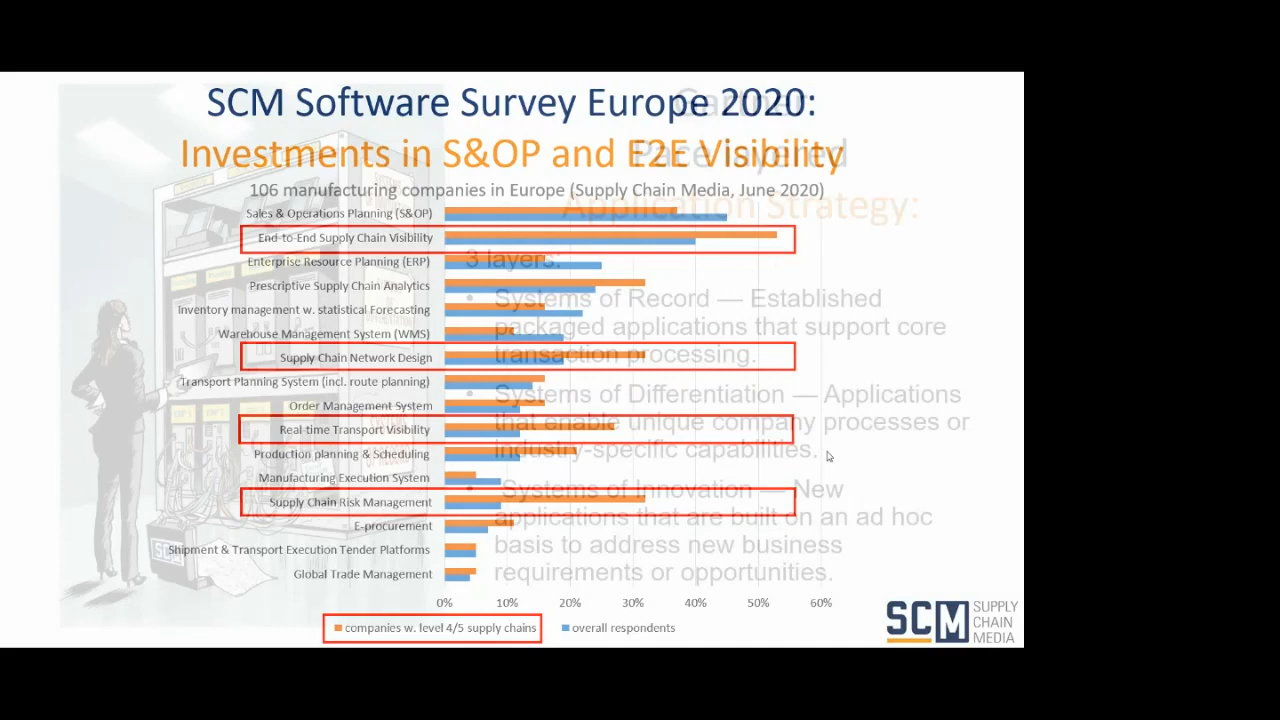 SCM Software Survey Europe 2020:
Investments in S&OP and E2E Visibility
106 manufacturing companies in Europe (Supply Chain Media, June 2020)
Sales & Operations Planning (S&OP)
End-to-End Supply Chain Visibility
Enterprise Resource Planning (ERP)
Prescriptive Supply Chain Analytics
Inventory management w. statistical Forecasting
Warehouse Management System (WMS)
Supply Chain Network Design
Transport Planning System (incl. route planning)
Order Management System
Real-time Transport Visibility
Production planning & Scheduling
Manufacturing Execution System
Supply Chain Risk Management
E-procurement
Shipment & Transport Execution Tender Platforms
Global Trade Management
0% 10% 20% 30% 40% 50% 60%
companies w. level 4/5 supply chains overall respondents
Gartner
Pace layered
Application Strategy:
3 layers:
• Systems of Record — Established
packaged applications that support core
transaction processing.
• Systems of Differentiation — Applications
that enable unique company processes or
industry-specific capabilities.
• Systems of Innovation — New
applications that are built on an ad hoc
basis to address new business
requirements or opportunities.
SCM
SCM SUPPLY
CHAIN
MEDIA